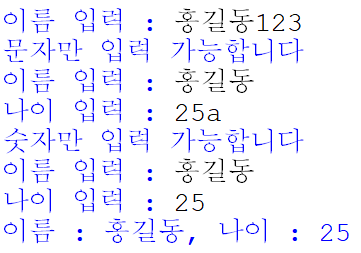 이름 입력 : 홍길동123
문자만 입력 가능합니다
이름 입력 : 홍길동
나이 입력 : 25a
숫자만 입력 가능합니다
이름 입력 : 홍길동
나이 입력 : 25
이름 : 홍길동, 나이 : 25